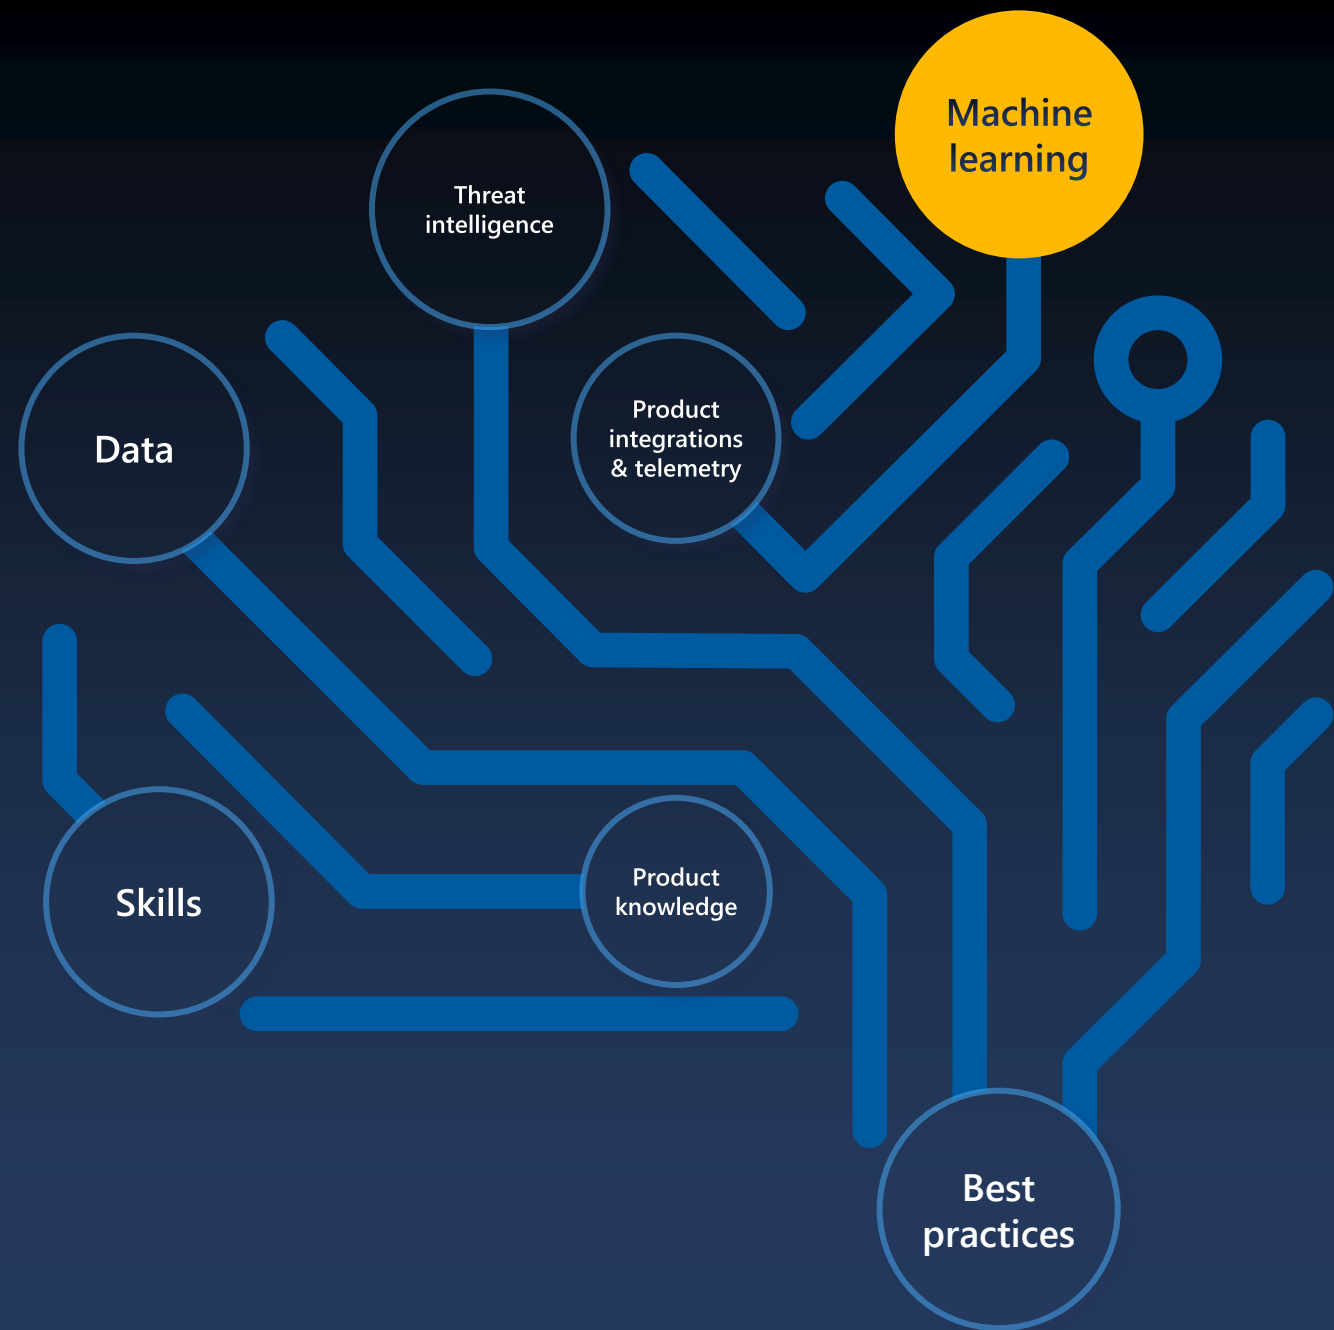 Machine
learning
Threat
intelligence
Product
integrations
& telemetry
Data
Product
knowledge
Skills
Best
practices